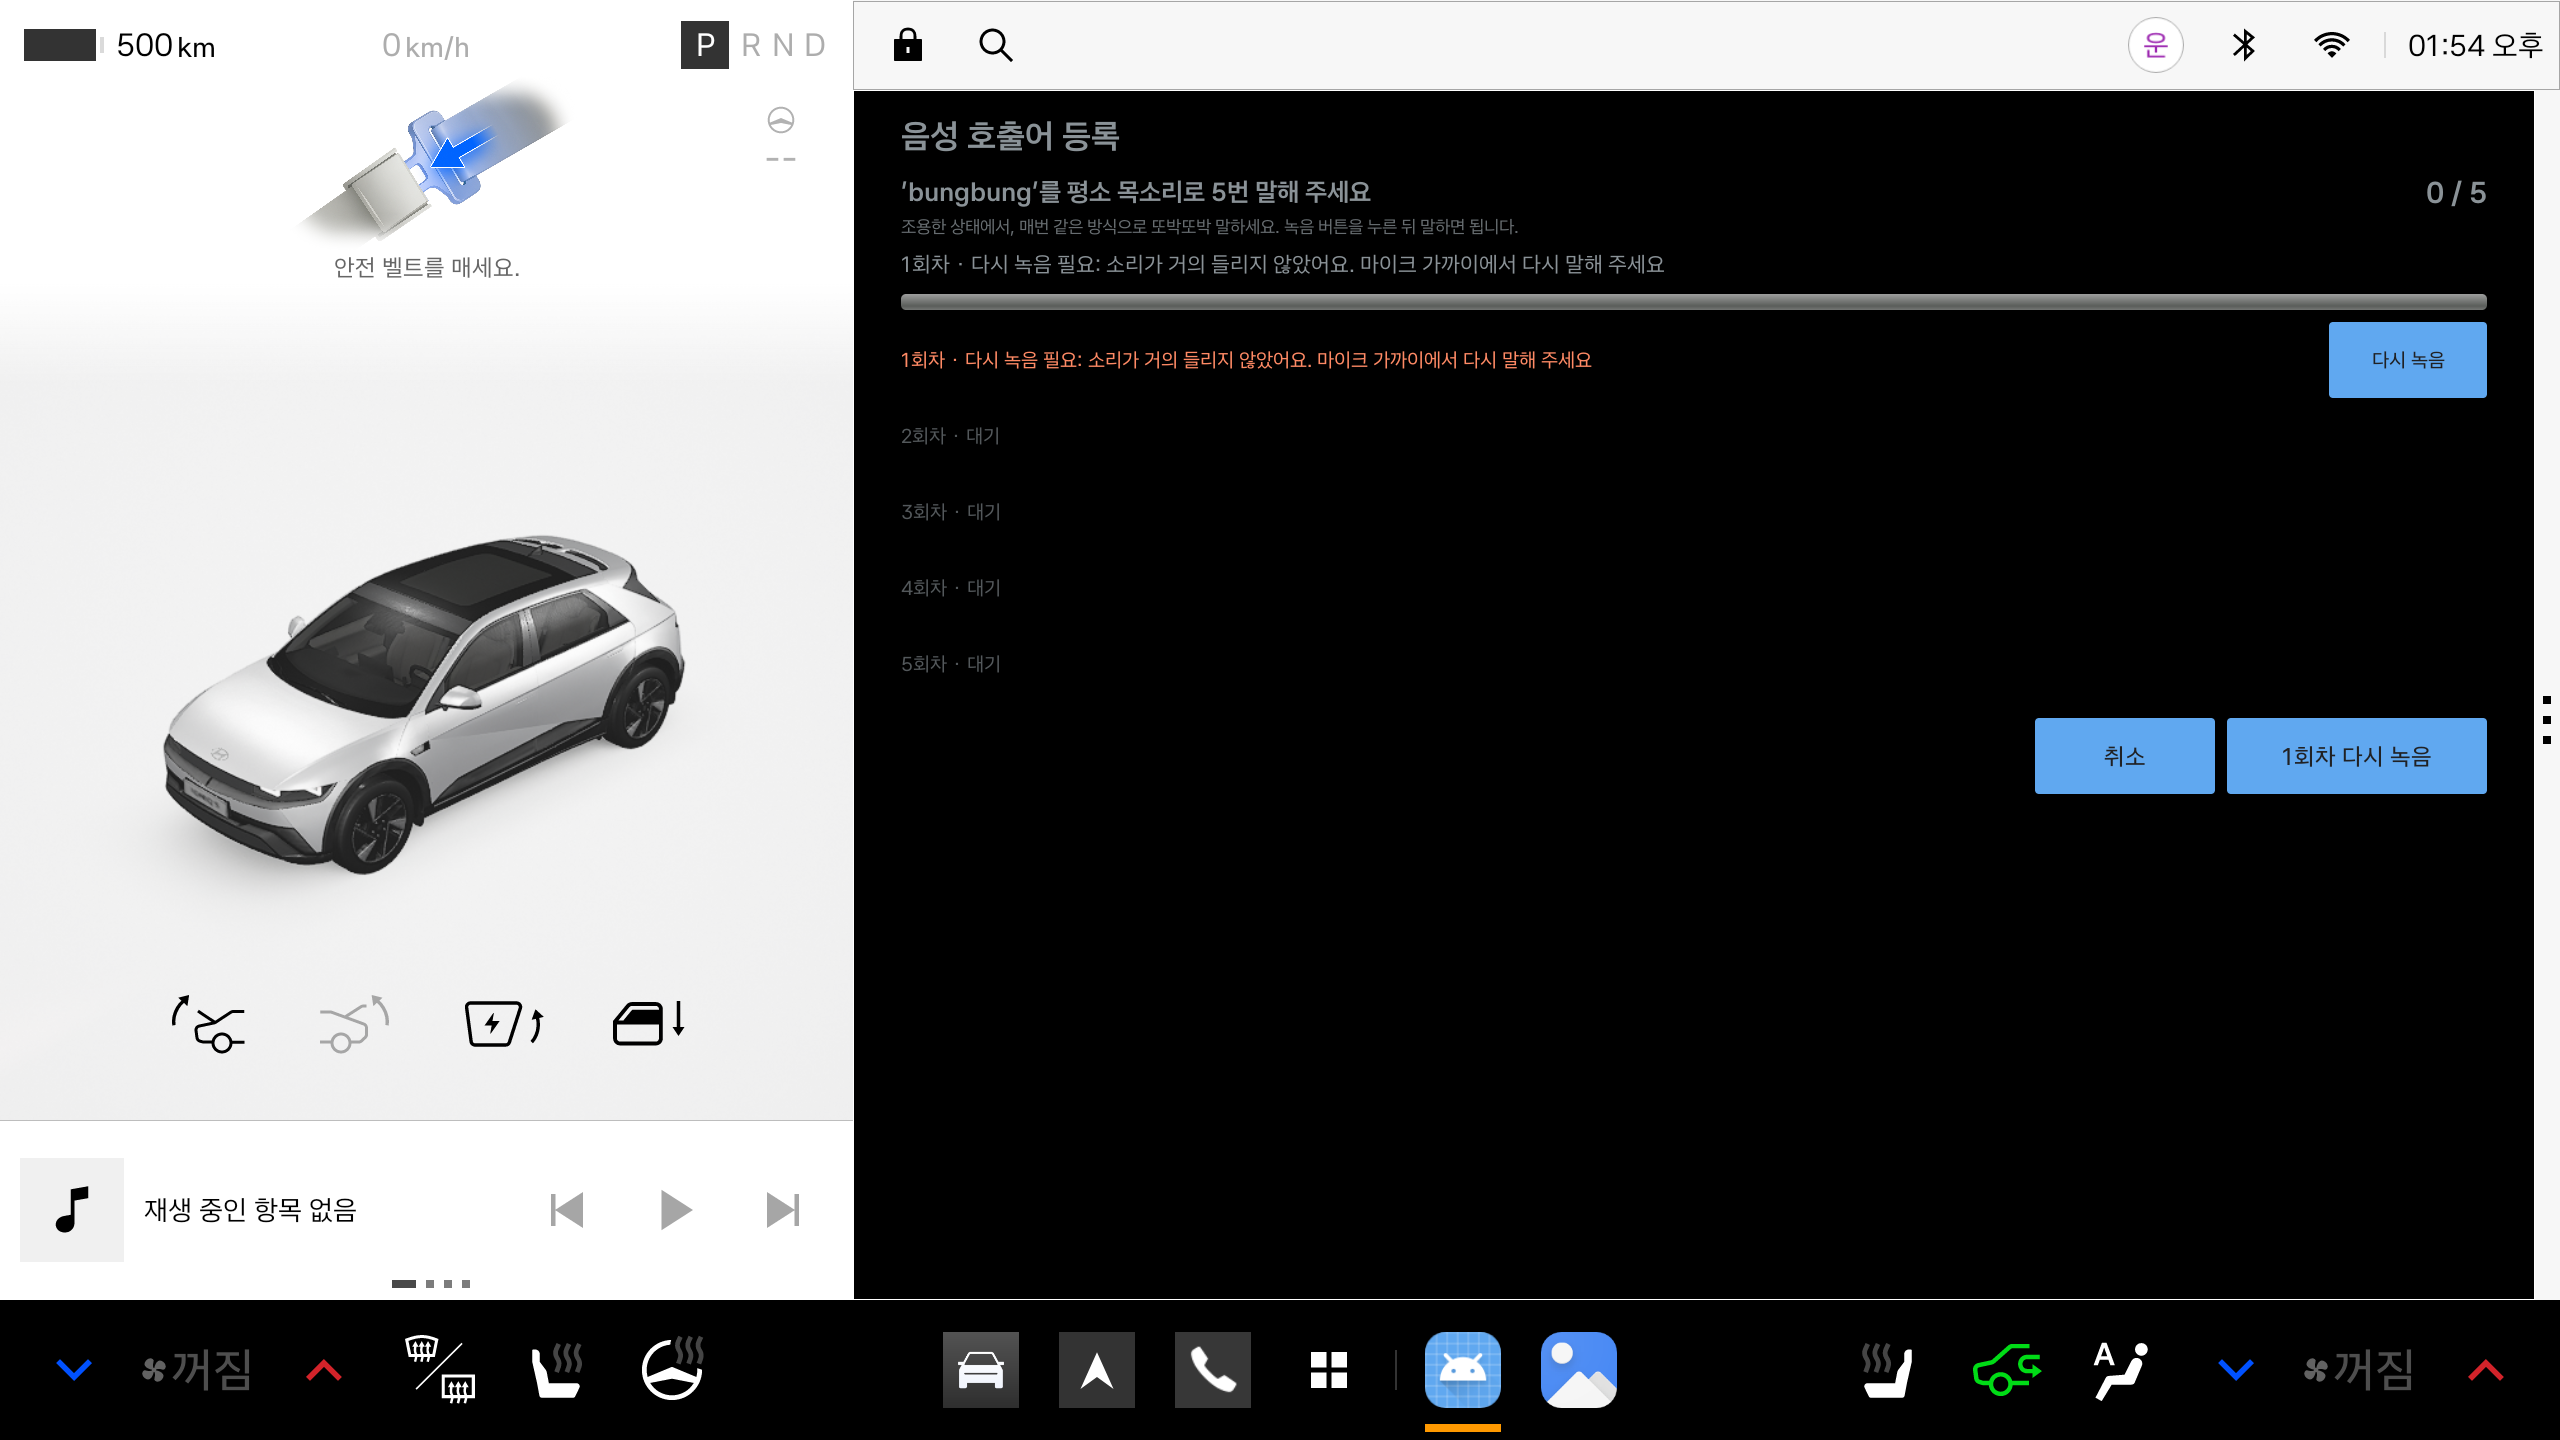 500 km
0 km/h
P R N D
안전 벨트를 매세요.
재생 중인 항목 없음
운
01:54 오후
음성 호출어 등록
‘bungbung’를 평소 목소리로 5번 말해 주세요
0 / 5
조용한 상태에서, 매번 같은 방식으로 또박또박 말하세요. 녹음 버튼을 누른 뒤 말하면 됩니다.
1회차 · 다시 녹음 필요: 소리가 거의 들리지 않았어요. 마이크 가까이에서 다시 말해 주세요
1회차 · 다시 녹음 필요: 소리가 거의 들리지 않았어요. 마이크 가까이에서 다시 말해 주세요
다시 녹음
2회차 · 대기
3회차 · 대기
4회차 · 대기
5회차 · 대기
취소
1회차 다시 녹음
꺼짐
A
꺼짐